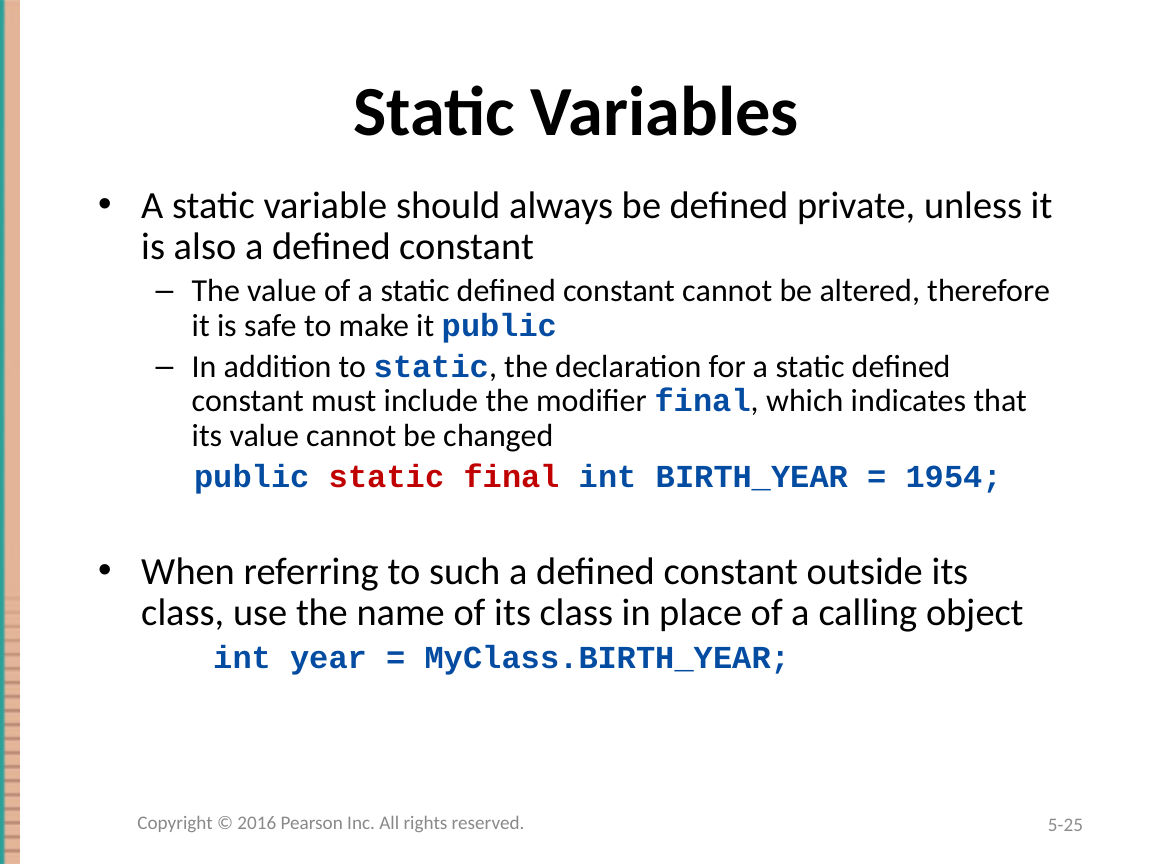 Static Variables
• A static variable should always be defined private, unless it
is also a defined constant
– The value of a static defined constant cannot be altered, therefore
it is safe to make it public
– In addition to static, the declaration for a static defined
constant must include the modifier final, which indicates that
its value cannot be changed
public static final int BIRTH_YEAR = 1954;
• When referring to such a defined constant outside its
class, use the name of its class in place of a calling object
int year = MyClass.BIRTH_YEAR;
Copyright © 2016 Pearson Inc. All rights reserved.
5-25